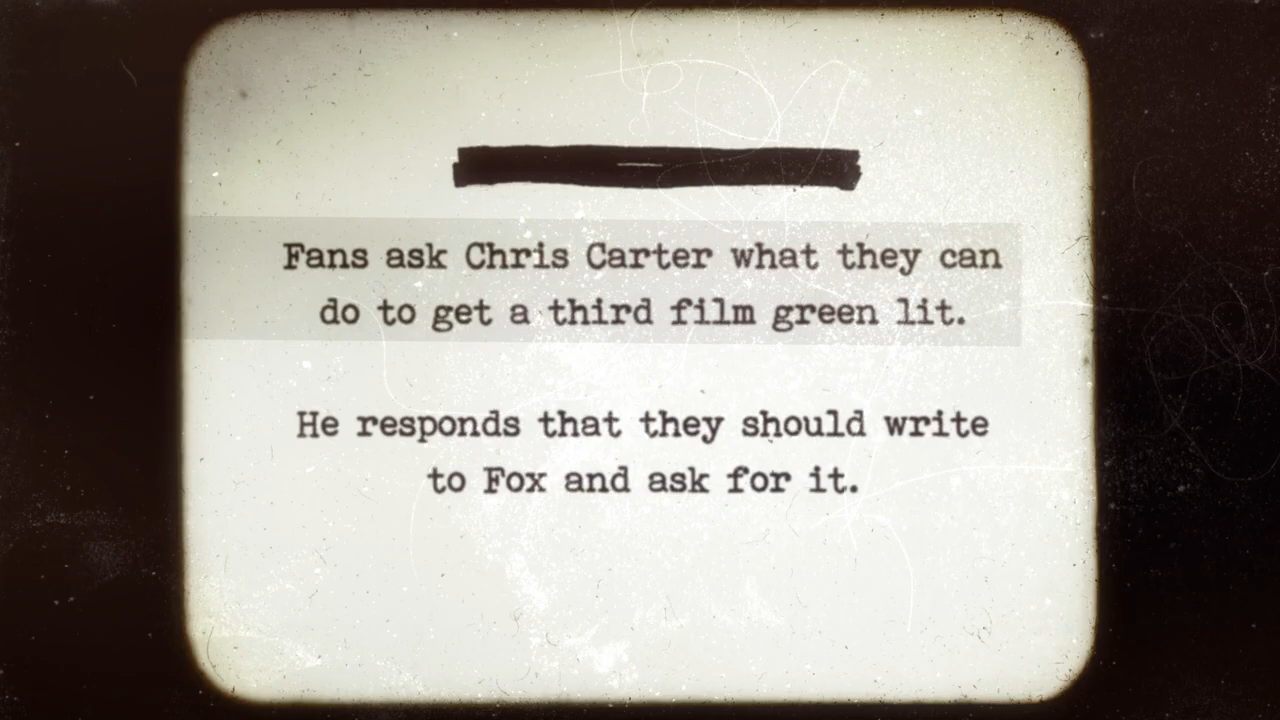 Fans ask Chris Carter what they can
do to get a third film green lit.
He responds that they should write
to Fox and ask for it.